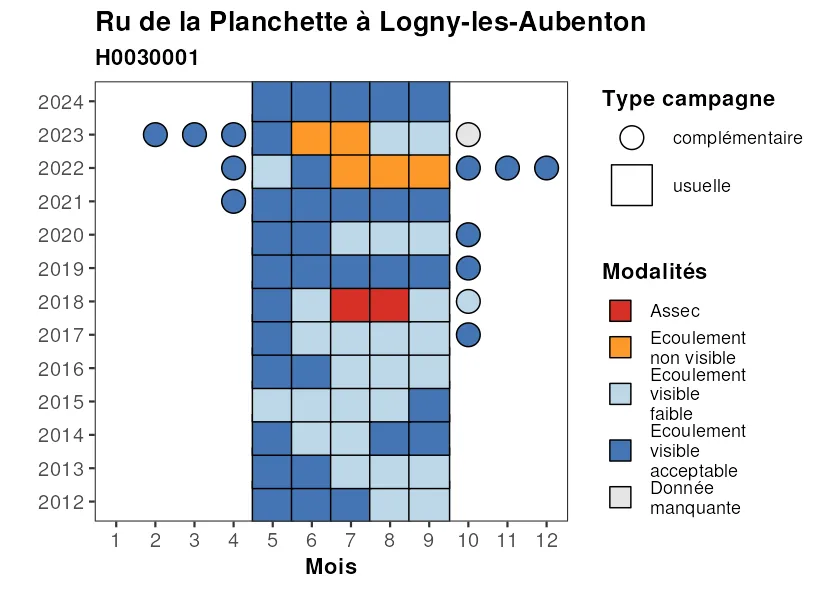 Ru de la Planchette à Logny-les-Aubenton
H0030001
2024
2023
2022
2021
2020
2019
2018
2017
2016
2015
2014
2013
2012
1 2 3 4 5 6 7 8 9 10 11 12
Mois
Type campagne
complémentaire
usuelle
Modalités
Assec
Ecoulement
non visible
Ecoulement
visible
faible
Ecoulement
visible
acceptable
Donnée
manquante